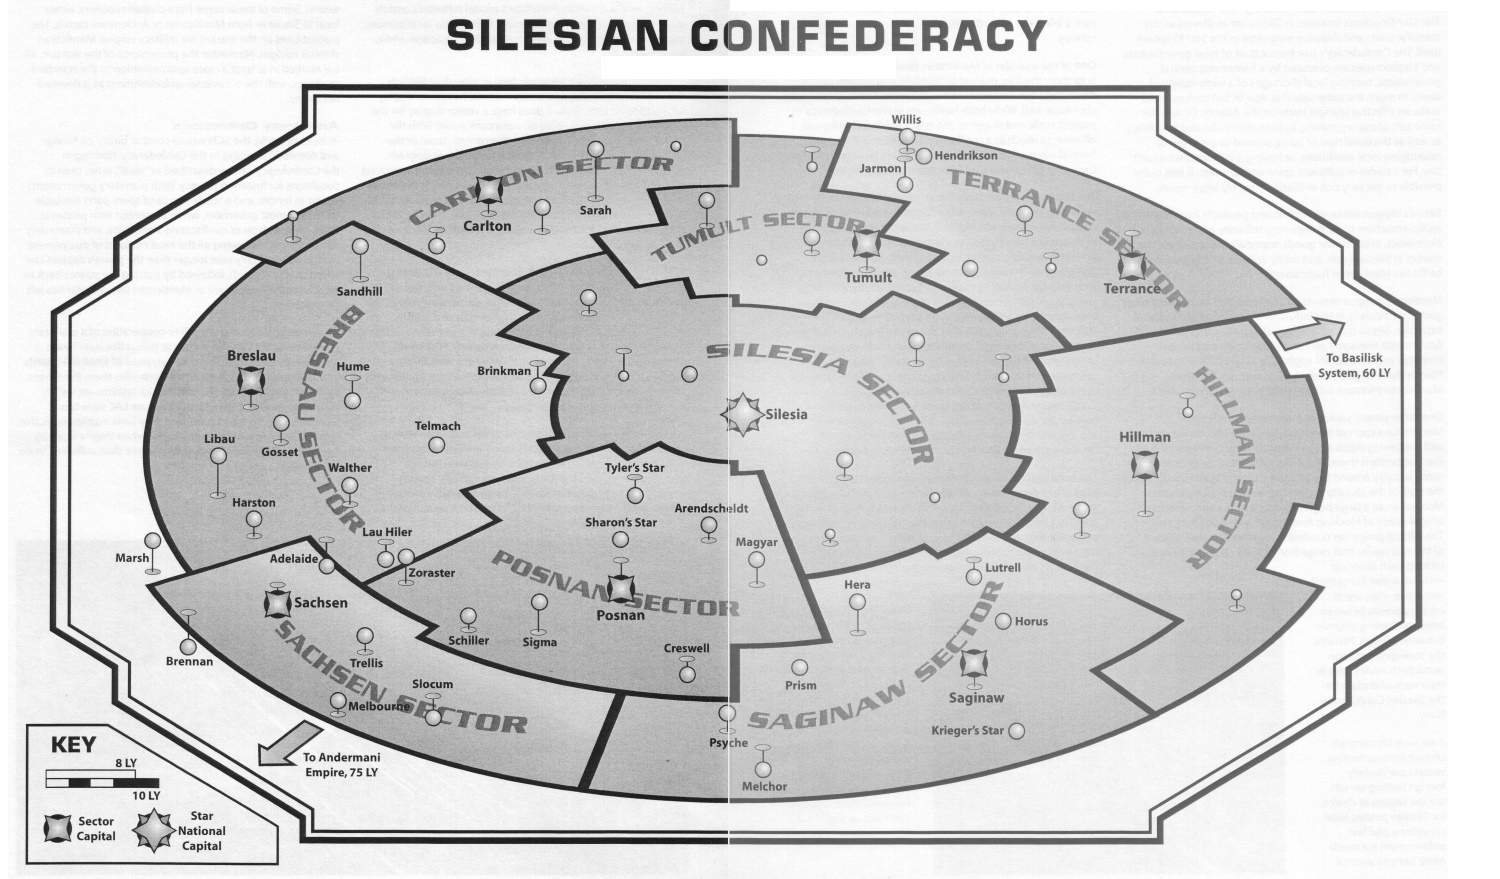 SILESIAN CONFEDERACY
CARLTON SECTOR
Carlton
Sarah
Sandhill
TUMULT SECTOR
Tumult
Willis
Hendrikson
Jarmon
TERRANCE SECTOR
Terrance
To Basilisk
System, 60 LY
BRESLAU SECTOR
Breslau
Hume
Brinkman
Telmach
Gosset
Libau
Walther
Harston
Lau Hiler
Adelaide
Zoraster
Marsh
SILESIA SECTOR
Silesia
HILLMAN SECTOR
Hillman
Tyler's Star
Arendscheldt
Sharon's Star
Magyar
POSNAN SECTOR
Posnan
Schiller
Sigma
Creswell
Sachsen
SACHSEN SECTOR
Brennan
Trellis
Slocum
Melbourne
To Andermani
Empire, 75 LY
Lutrell
Hera
Horus
SAGINAW SECTOR
Saginaw
Prism
Krieger's Star
Psyche
Melchor
KEY
8 LY
10 LY
Sector
Capital
Star
National
Capital